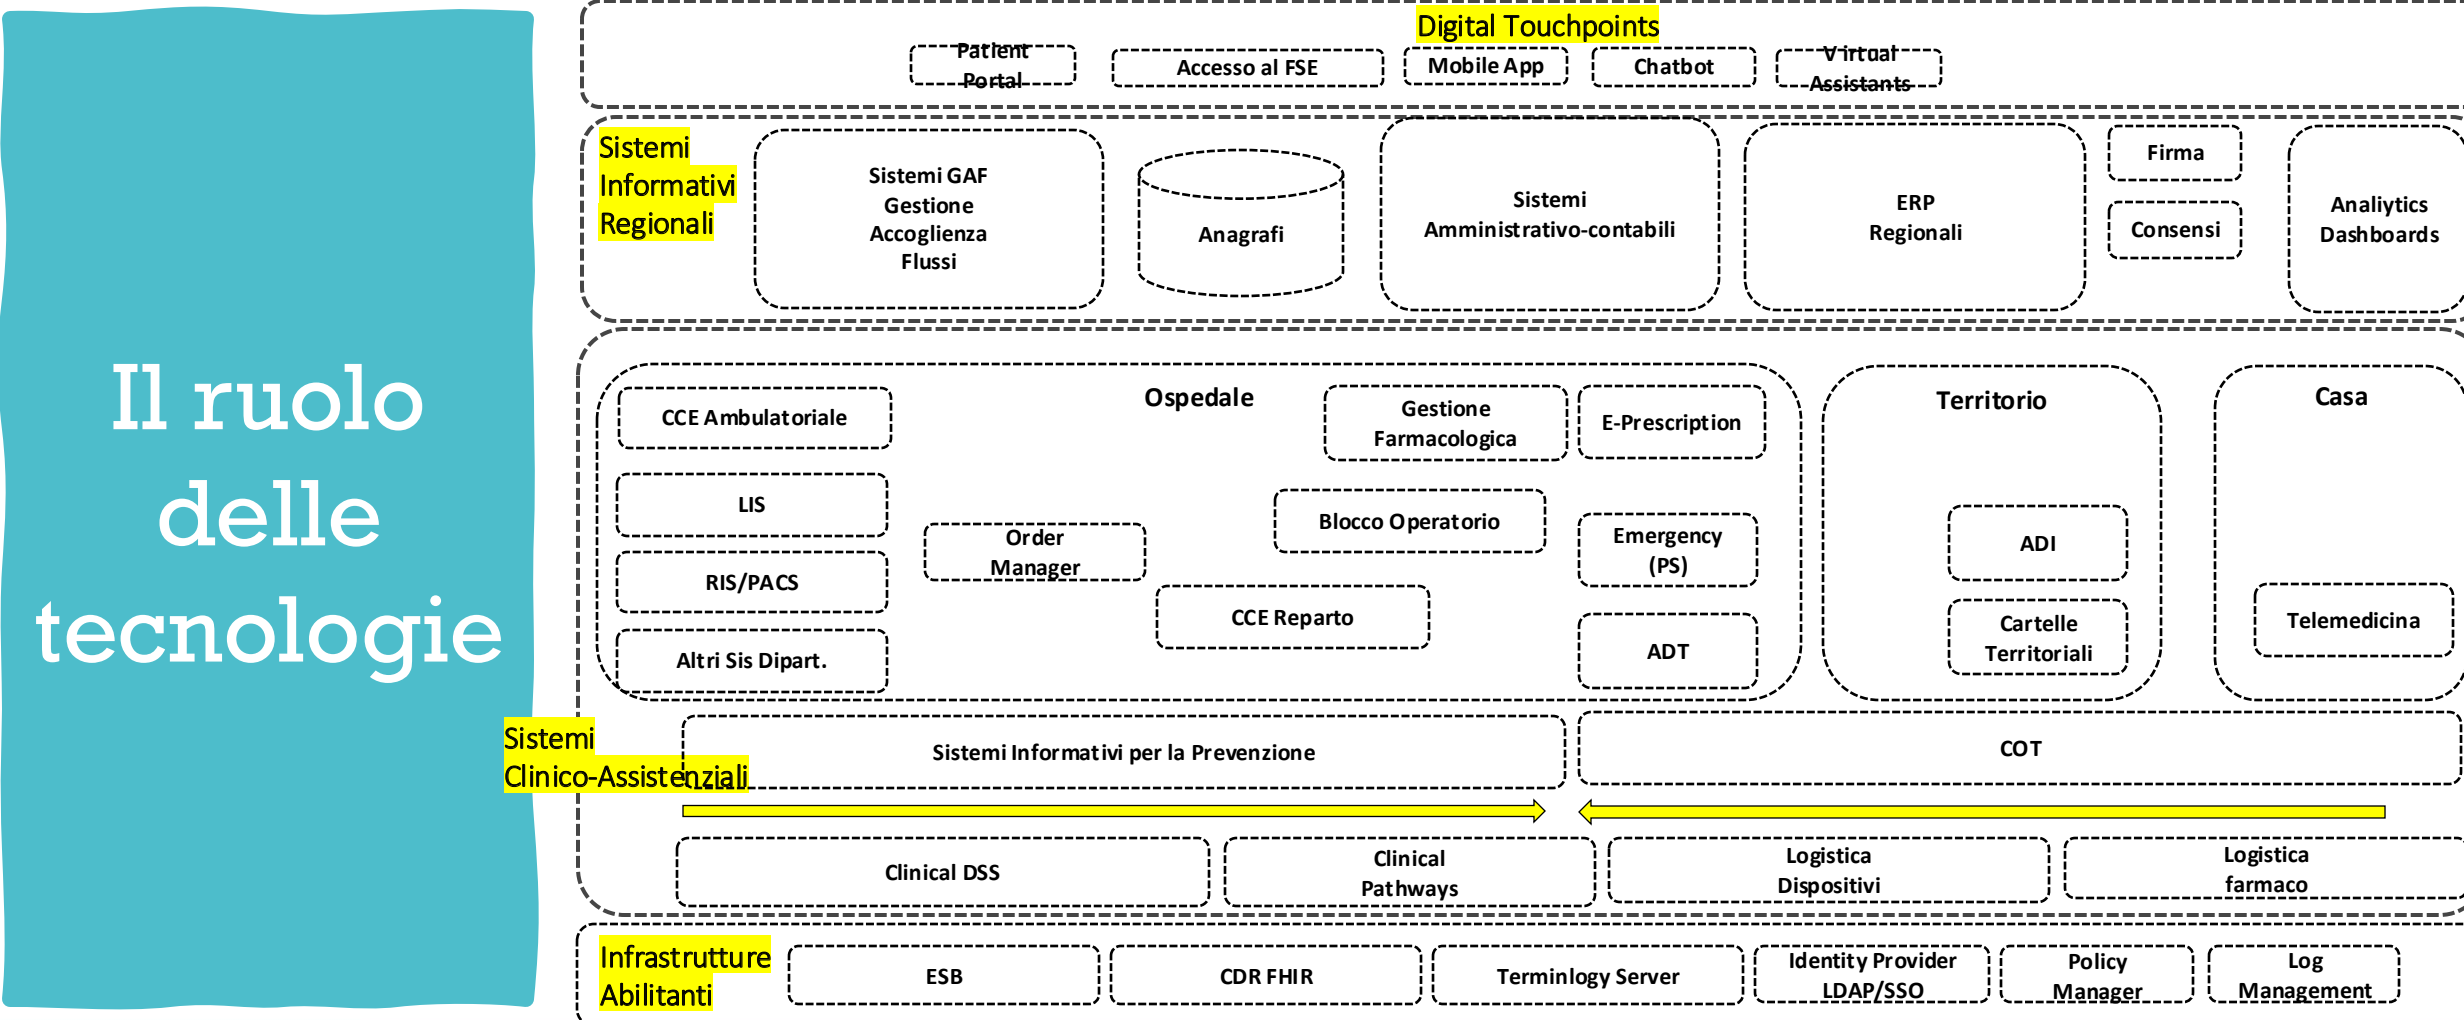 Il ruolo
delle
tecnologie
Digital Touchpoints
Patient
Portal
Accesso al FSE
Mobile App
Chatbot
Virtual
Assistants
Sistemi
Informativi
Regionali
Sistemi GAF
Gestione
Accoglienza
Flussi
Anagrafi
Sistemi
Amministrativo-contabili
ERP
Regionali
Firma
Consensi
Analiytics
Dashboards
Ospedale
CCE Ambulatoriale
LIS
RIS/PACS
Altri Sis Dipart.
Order
Manager
Gestione
Farmacologica
Blocco Operatorio
CCE Reparto
E-Prescription
Emergency
(PS)
ADT
Territorio
ADI
Cartelle
Territoriali
Casa
Telemedicina
Sistemi
Clinico-Assistenziali
Sistemi Informativi per la Prevenzione
COT
Clinical DSS
Clinical
Pathways
Logistica
Dispositivi
Logistica
farmaco
Infrastrutture
Abilitanti
ESB
CDR FHIR
Terminlogy Server
Identity Provider
LDAP/SSO
Policy
Manager
Log
Management